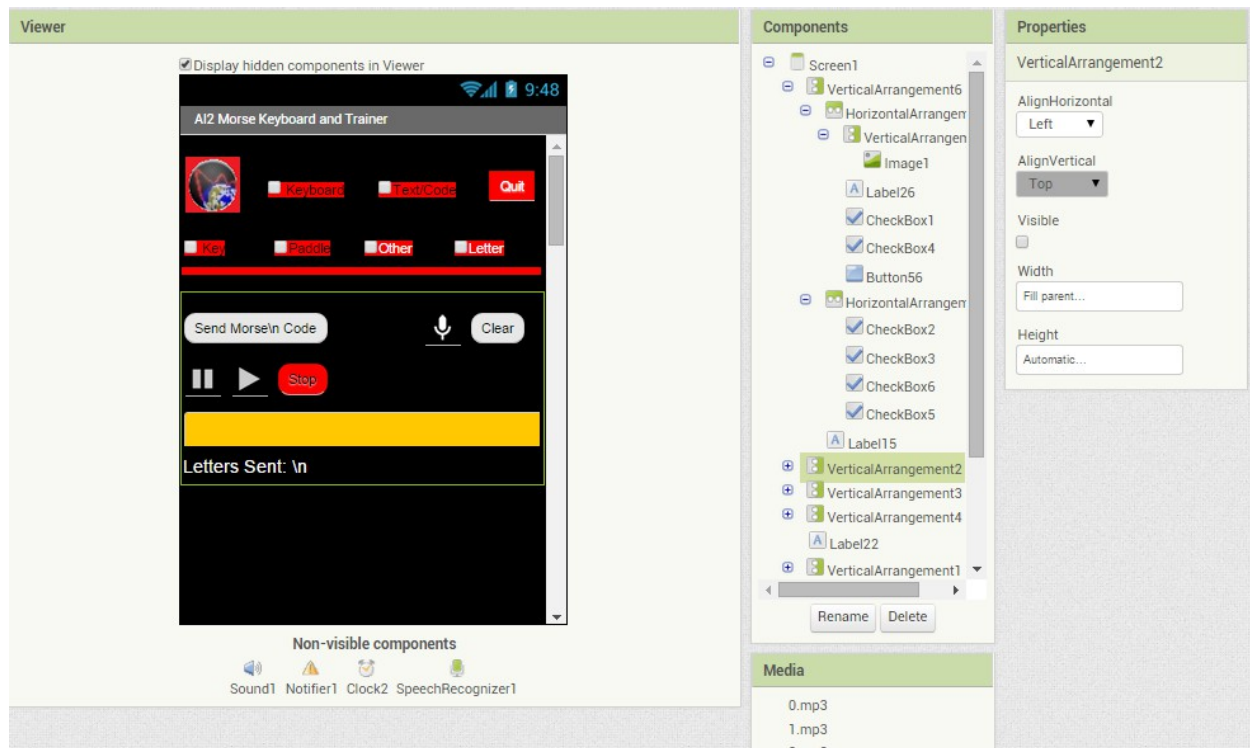 Viewer
Display hidden components in Viewer
9:48
AI2 Morse Keyboard and Trainer
Keyboard
Text/Code
Quit
Key
Paddle
Other
Letter
Send Morse\n Code
Clear
Stop
Letters Sent: \n
Non-visible components
Sound1 Notifier1 Clock2 SpeechRecognizer1
Components
Screen1
VerticalArrangement6
HorizontalArrangem
VerticalArrangen
Image1
A Label26
CheckBox1
CheckBox4
Button56
HorizontalArrangem
CheckBox2
CheckBox3
CheckBox6
CheckBox5
A Label15
VerticalArrangement2
VerticalArrangement3
VerticalArrangement4
A Label22
VerticalArrangement1
Rename Delete
Media
0.mp3
1.mp3
Properties
VerticalArrangement2
AlignHorizontal
Left
AlignVertical
Top
Visible
Width
Fill parent...
Height
Automatic...